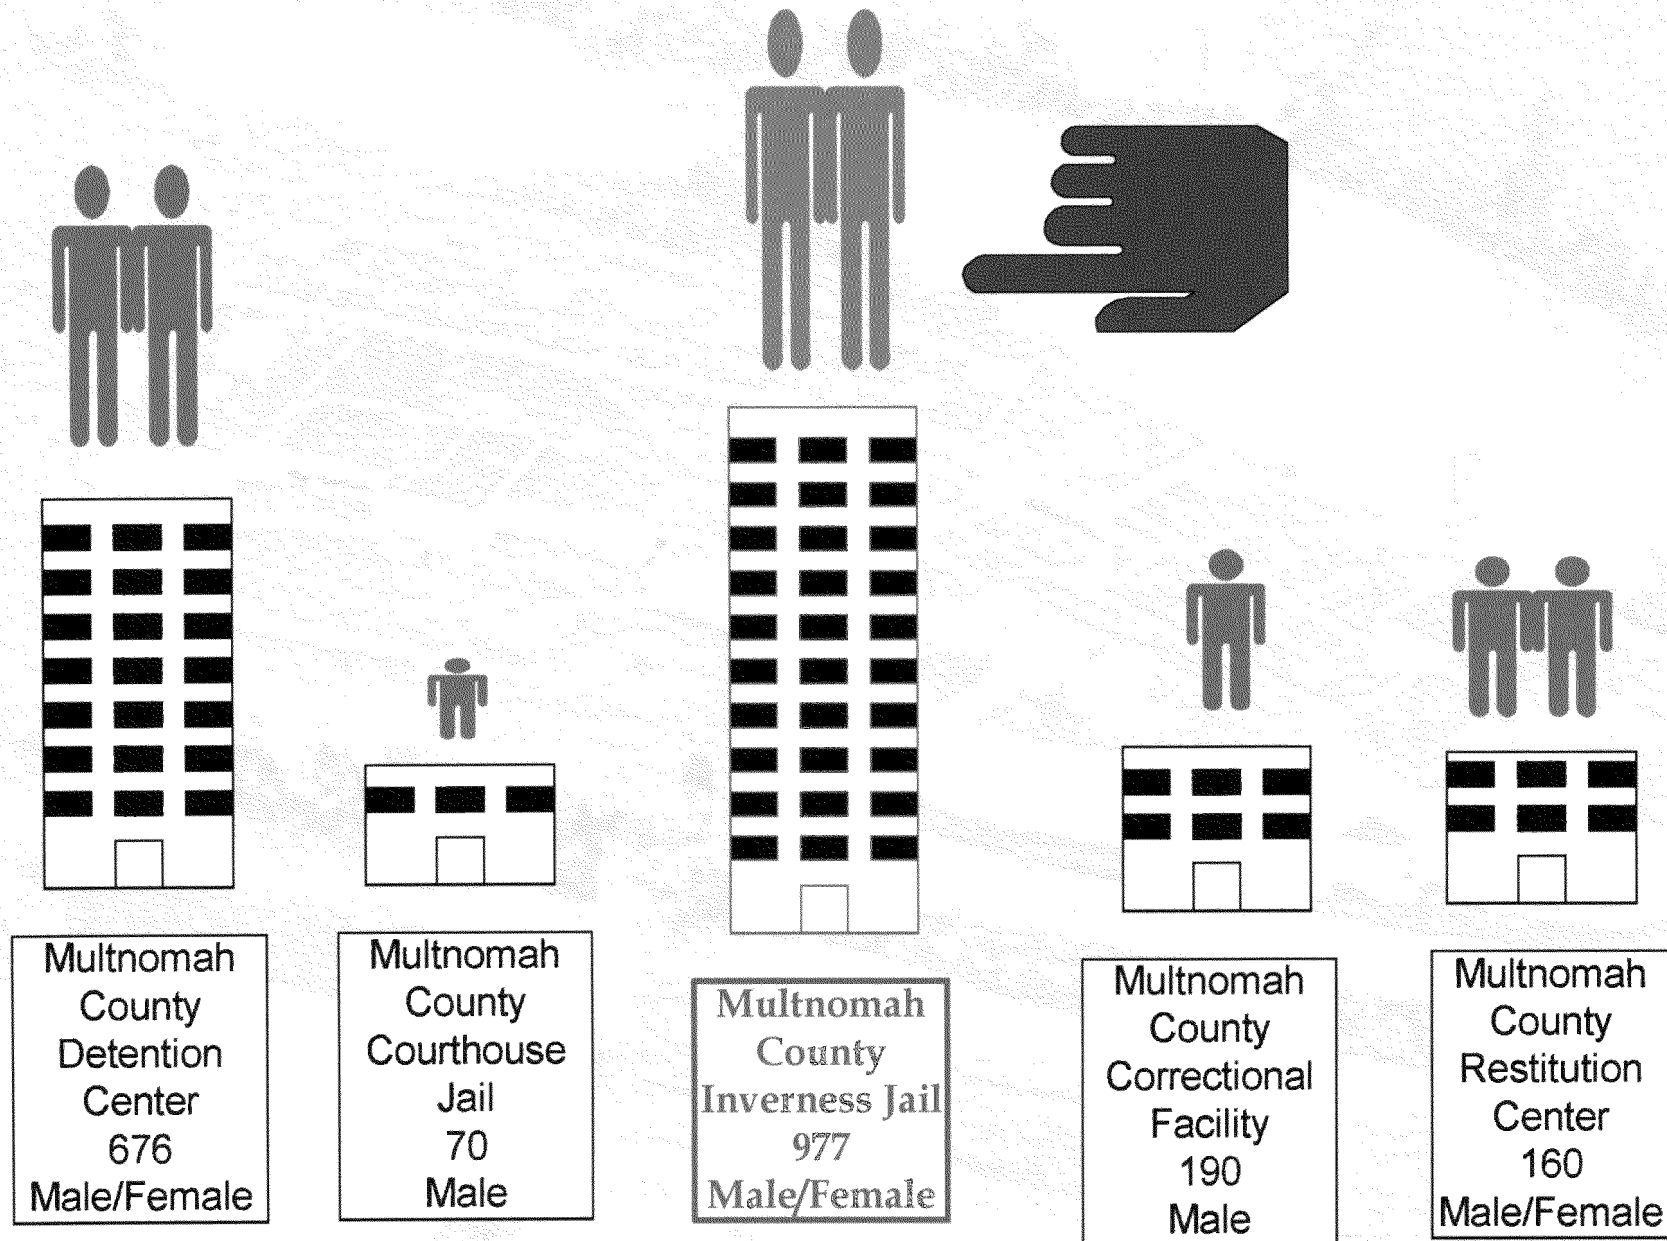 Multnomah
County
Detention
Center
676
Male/Female
Multnomah
County
Courthouse
Jail
70
Male
Multnomah
County
Inverness Jail
977
Male/Female
Multnomah
County
Correctional
Facility
190
Male
Multnomah
County
Restitution
Center
160
Male/Female